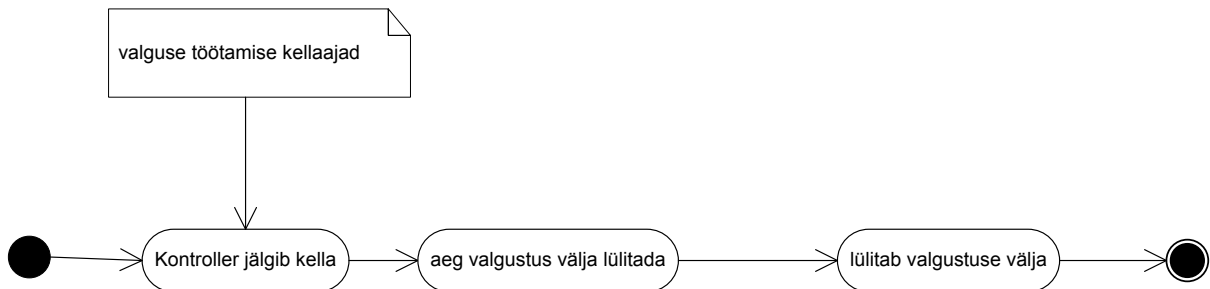 valguse töötamise kellaajad
Kontroller jälgib kella
aeg valgustus välja lülitada
lülitab valgustuse välja